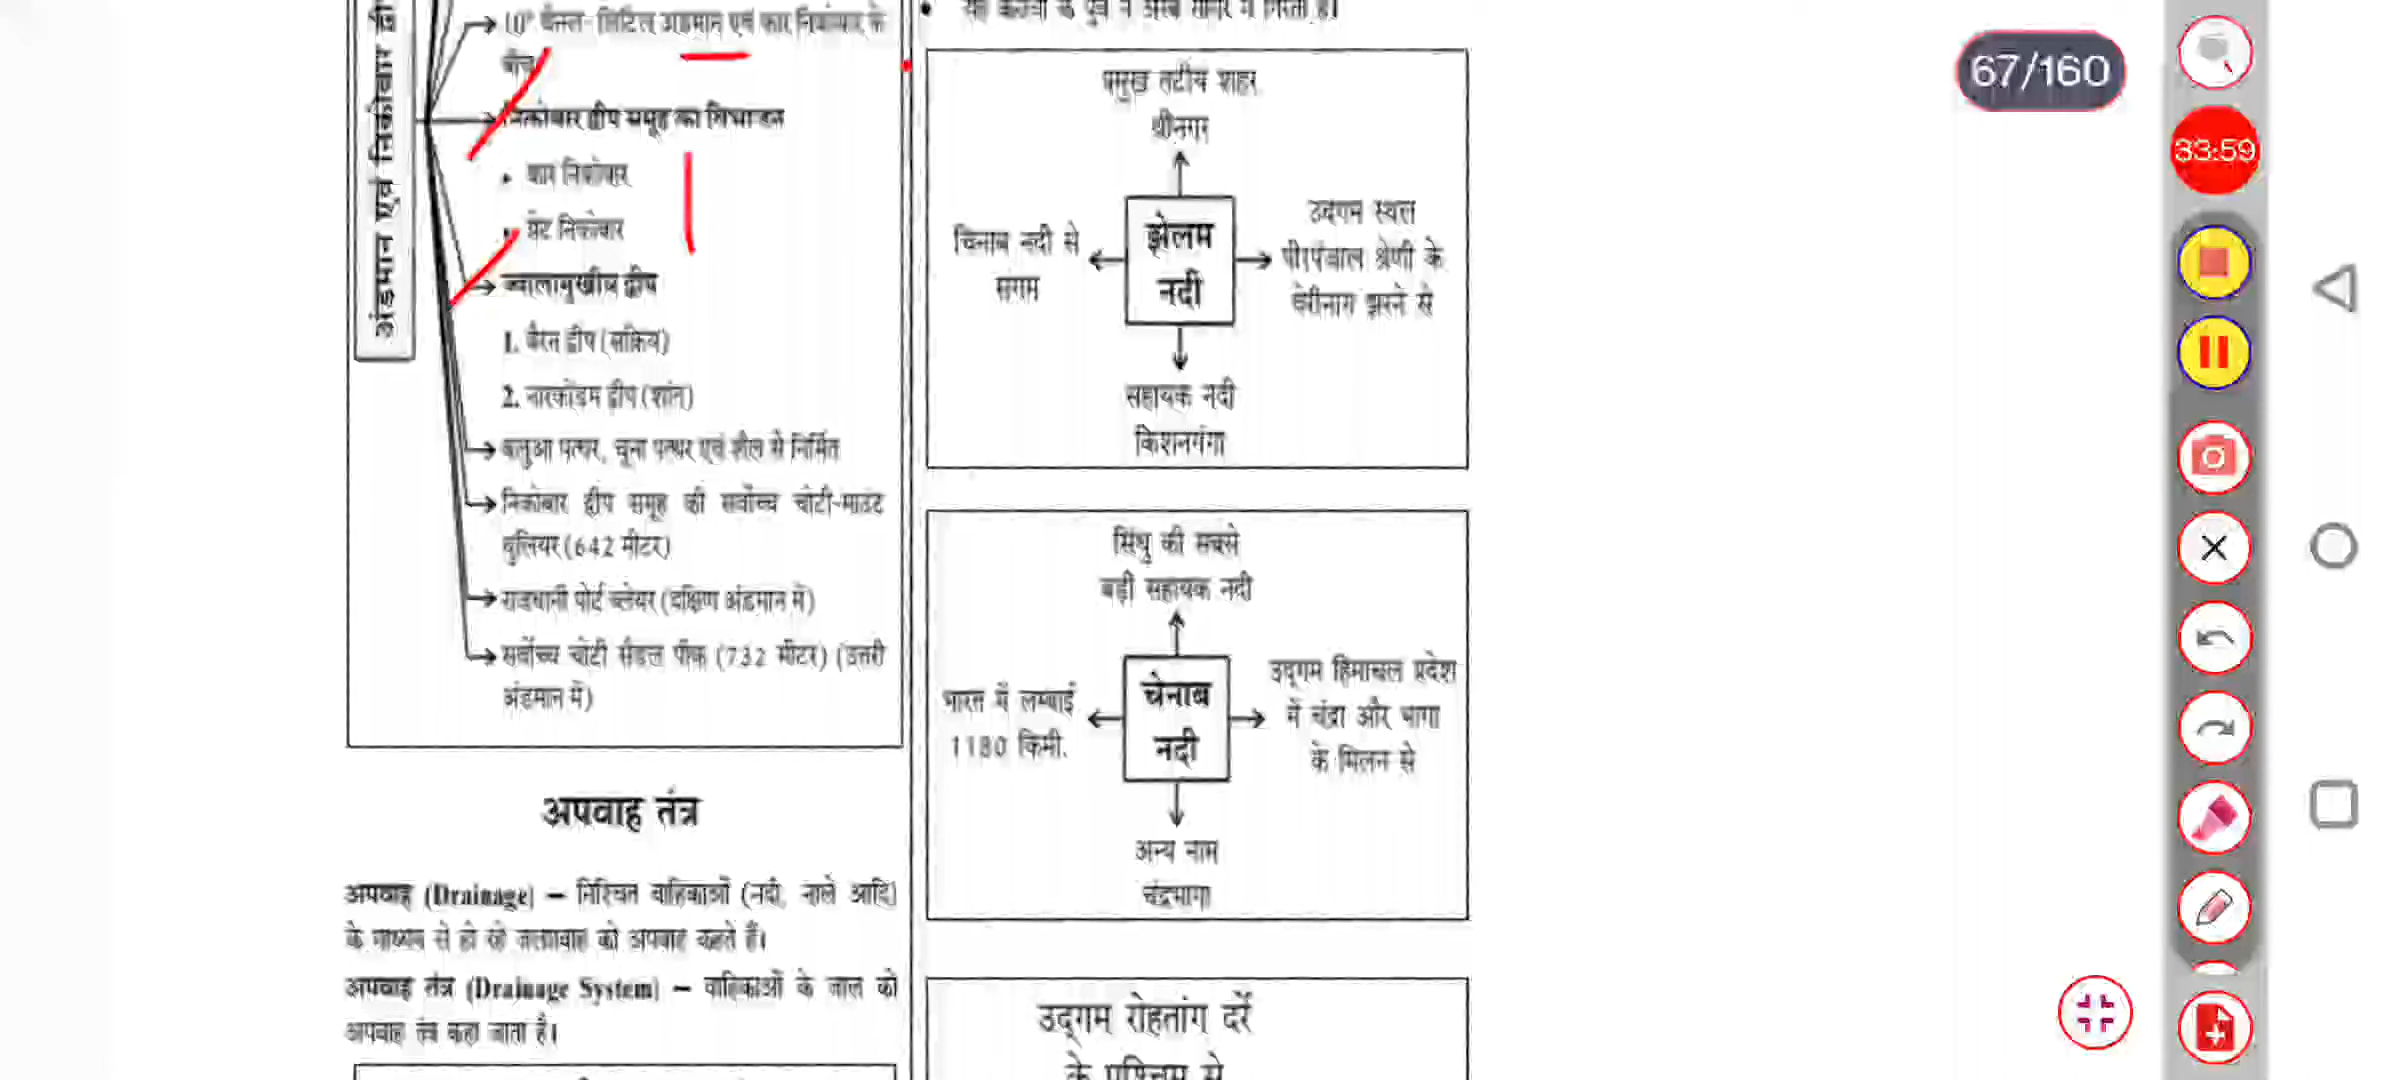 अंडमान एवं निकोबार
10° चैनल- लिटिल अंडमान एवं कार निकोबार के
बीच
निकोबार द्वीप समूह का विभाजन
• कार निकोबार
• ग्रेट निकोबार
ज्वालामुखीय द्वीप
1. बैरन द्वीप (सक्रिय)
2. नारकोंडम द्वीप (शांत)
बलुआ पत्थर, चूना पत्थर एवं शैल से निर्मित
निकोबार द्वीप समूह की सर्वोच्च चोटी-माउंट
थुलियर (642 मीटर)
राजधानी पोर्ट ब्लेयर (दक्षिण अंडमान में)
सर्वोच्च चोटी सैडल पीक (732 मीटर) (उत्तरी
अंडमान में)
अपवाह तंत्र
अपवाह (Drainage) – निश्चित वाहिकाओं (नदी, नाले आदि)
के माध्यम से हो रहे जलप्रवाह को अपवाह कहते हैं।
अपवाह तंत्र (Drainage System) – वाहिकाओं के जाल को
अपवाह तंत्र कहा जाता है।
में गिरती है।
प्रमुख तटीय शहर
श्रीनगर
चिनाब नदी से
संगम
झेलम
नदी
उद्गम स्थल
पीरपंजाल श्रेणी के
वेरीनाग झरने से
सहायक नदी
किशनगंगा
सिंधु की सबसे
बड़ी सहायक नदी
भारत में लम्बाई
1180 किमी.
चेनाब
नदी
उद्गम हिमाचल प्रदेश
में चंद्रा और भागा
के मिलन से
अन्य नाम
चंद्रभागा
उद्गम रोहतांग दर्रे
के पश्चिम से
67/160
33:59